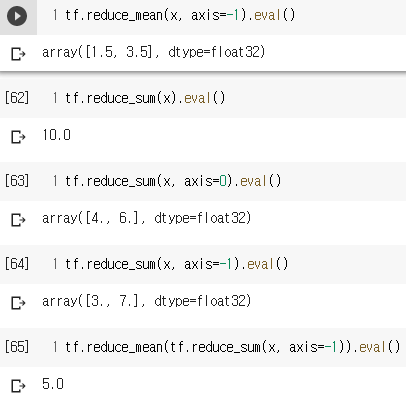 1 tf.reduce_mean(x, axis=-1).eval()
array([1.5, 3.5], dtype=float32)
[62] 1 tf.reduce_sum(x).eval()
10.0
[63] 1 tf.reduce_sum(x, axis=0).eval()
array([4., 6.], dtype=float32)
[64] 1 tf.reduce_sum(x, axis=-1).eval()
array([3., 7.], dtype=float32)
[65] 1 tf.reduce_mean(tf.reduce_sum(x, axis=-1)).eval()
5.0